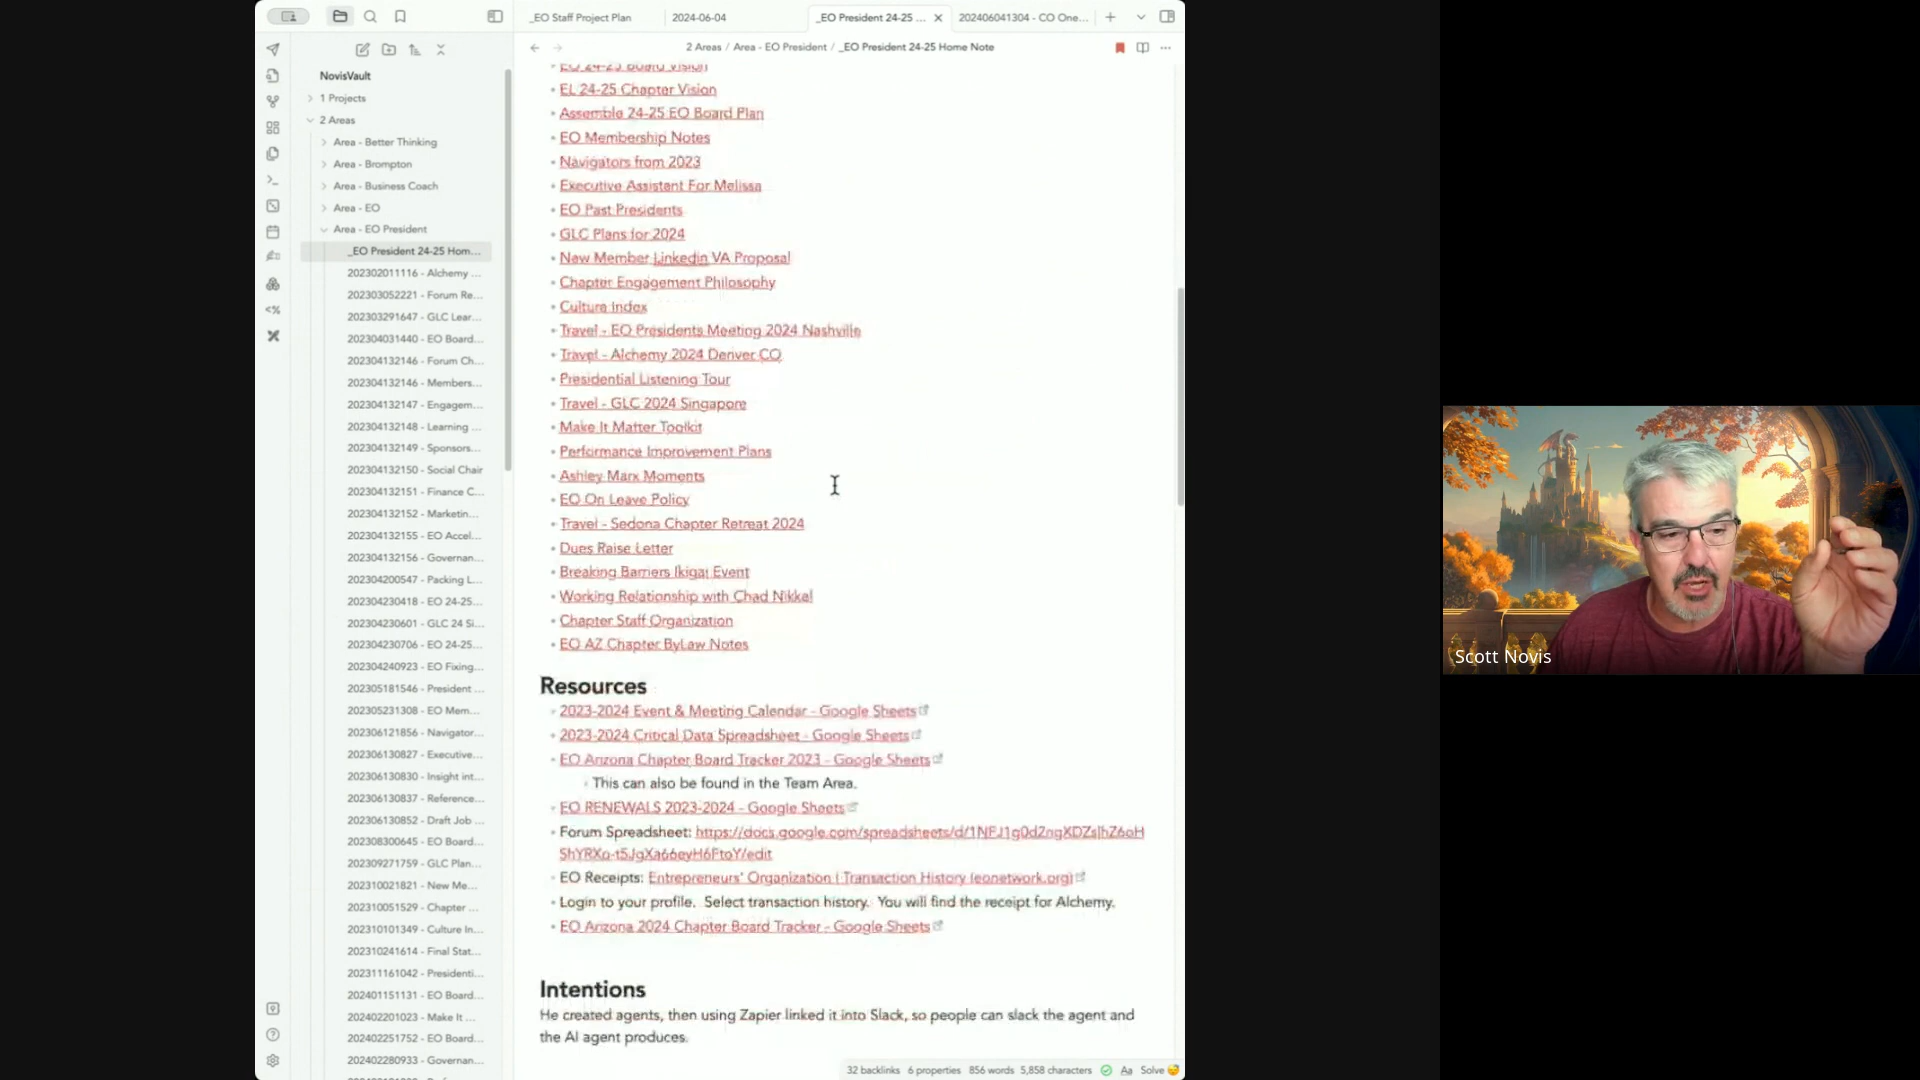 _EO Staff Project Plan
2024-06-04
_EO President 24-25 ...
202406041304 - CO One...
2 Areas / Area - EO President / _EO President 24-25 Home Note
NovisVault
1 Projects
2 Areas
Area - Better Thinking
Area - Brompton
Area - Business Coach
Area - EO
Area - EO President
_EO President 24-25 Hom...
202302011116 - Alchemy ...
202303052221 - Forum Re...
202303291647 - GLC Lear...
202304031440 - EO Board...
202304132146 - Forum Ch...
202304132146 - Members...
202304132147 - Engagem...
202304132148 - Learning ...
202304132149 - Sponsors...
202304132150 - Social Chair
202304132151 - Finance C...
202304132152 - Marketin...
202304132155 - EO Accel...
202304132156 - Governan...
202304200547 - Packing L...
202304230418 - EO 24-25...
202304230601 - GLC 24 Si...
202304230706 - EO 24-25...
202304240923 - EO Fixing...
202305181546 - President ...
202305231308 - EO Mem...
202306121856 - Navigator...
202306130827 - Executive...
202306130830 - Insight int...
202306130837 - Reference...
202306130852 - Draft Job ...
202308300645 - EO Board...
202309271759 - GLC Plan...
202310021821 - New Me...
202310051529 - Chapter ...
202310101349 - Culture In...
202310241614 - Final Stat...
202311161042 - Presidenti...
202401151131 - EO Board...
202402201023 - Make It ...
202402251752 - EO Board...
202402280933 - Governan...
EO 24-25 Board Vision
EL 24-25 Chapter Vision
Assemble 24-25 EO Board Plan
EO Membership Notes
Navigators from 2023
Executive Assistant For Melissa
EO Past Presidents
GLC Plans for 2024
New Member Linkedin VA Proposal
Chapter Engagement Philosophy
Culture Index
Travel - EO Presidents Meeting 2024 Nashville
Travel - Alchemy 2024 Denver CO
Presidential Listening Tour
Travel - GLC 2024 Singapore
Make It Matter Toolkit
Performance Improvement Plans
Ashley Marx Moments
EO On Leave Policy
Travel - Sedona Chapter Retreat 2024
Dues Raise Letter
Breaking Barriers Ikigai Event
Working Relationship with Chad Nikkel
Chapter Staff Organization
EO AZ Chapter ByLaw Notes
Resources
2023-2024 Event & Meeting Calendar - Google Sheets
2023-2024 Critical Data Spreadsheet - Google Sheets
EO Arizona Chapter Board Tracker 2023 - Google Sheets
This can also be found in the Team Area.
EO RENEWALS 2023-2024 - Google Sheets
Forum Spreadsheet: 
EO Receipts: Entrepreneurs' Organization | Transaction History (eonetwork.org)
Login to your profile. Select transaction history. You will find the receipt for Alchemy.
EO Arizona 2024 Chapter Board Tracker - Google Sheets
Intentions
He created agents, then using Zapier linked it into Slack, so people can slack the agent and
the AI agent produces.
32 backlinks 6 properties 856 words 5,858 characters Aa Solve
Scott Novis